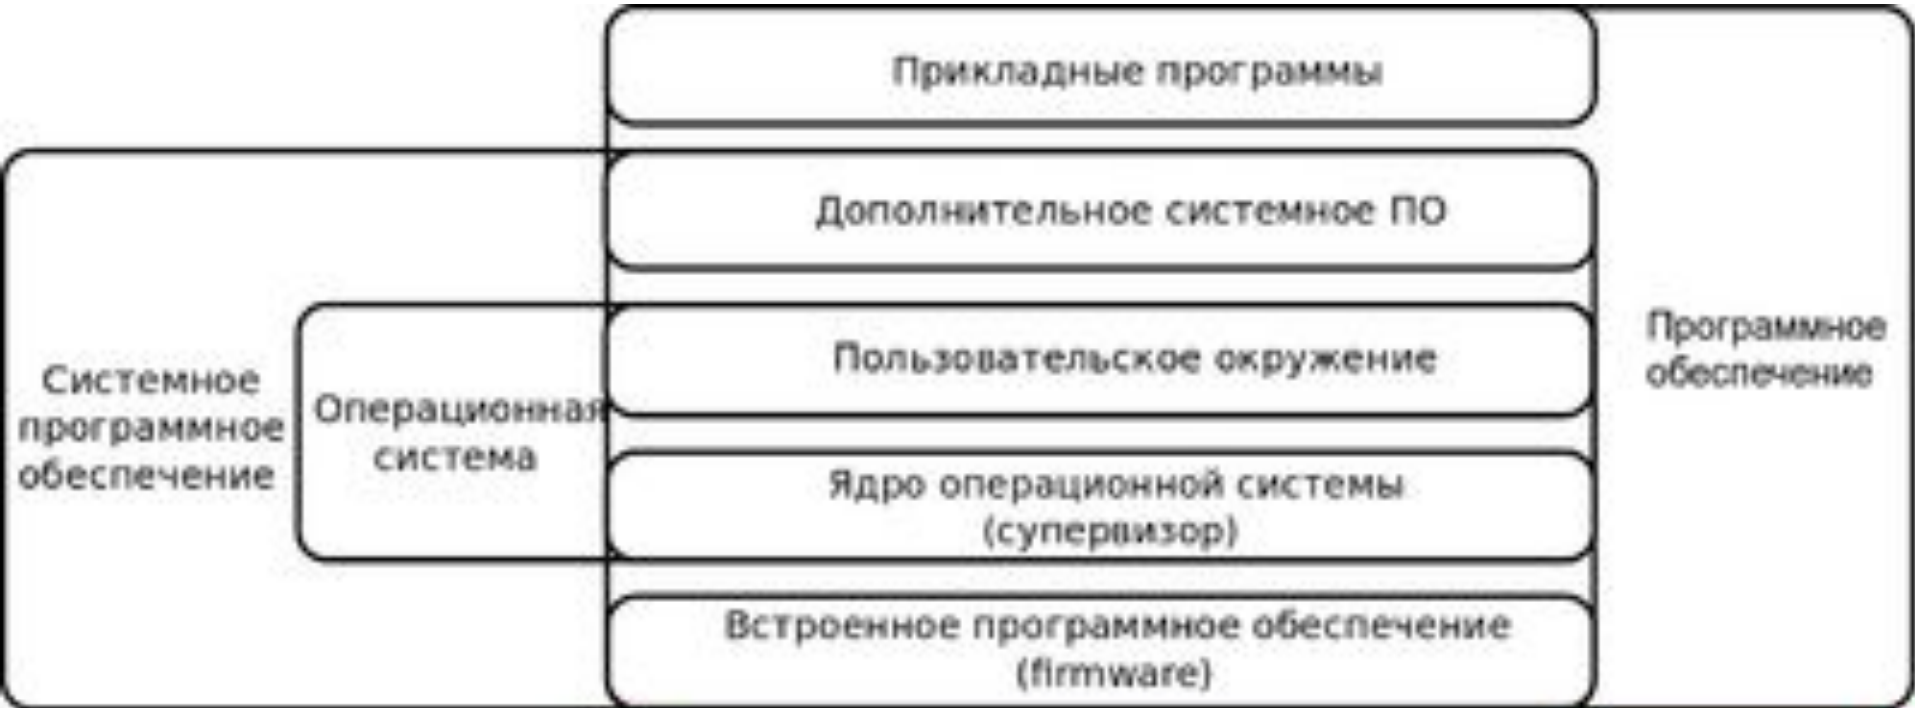 Прикладные программы
Дополнительное системное ПО
Пользовательское окружение
Программное
обеспечение
Системное
программное
обеспечение
Операционная
система
Ядро операционной системы
(супервизор)
Встроенное программное обеспечение
(firmware)